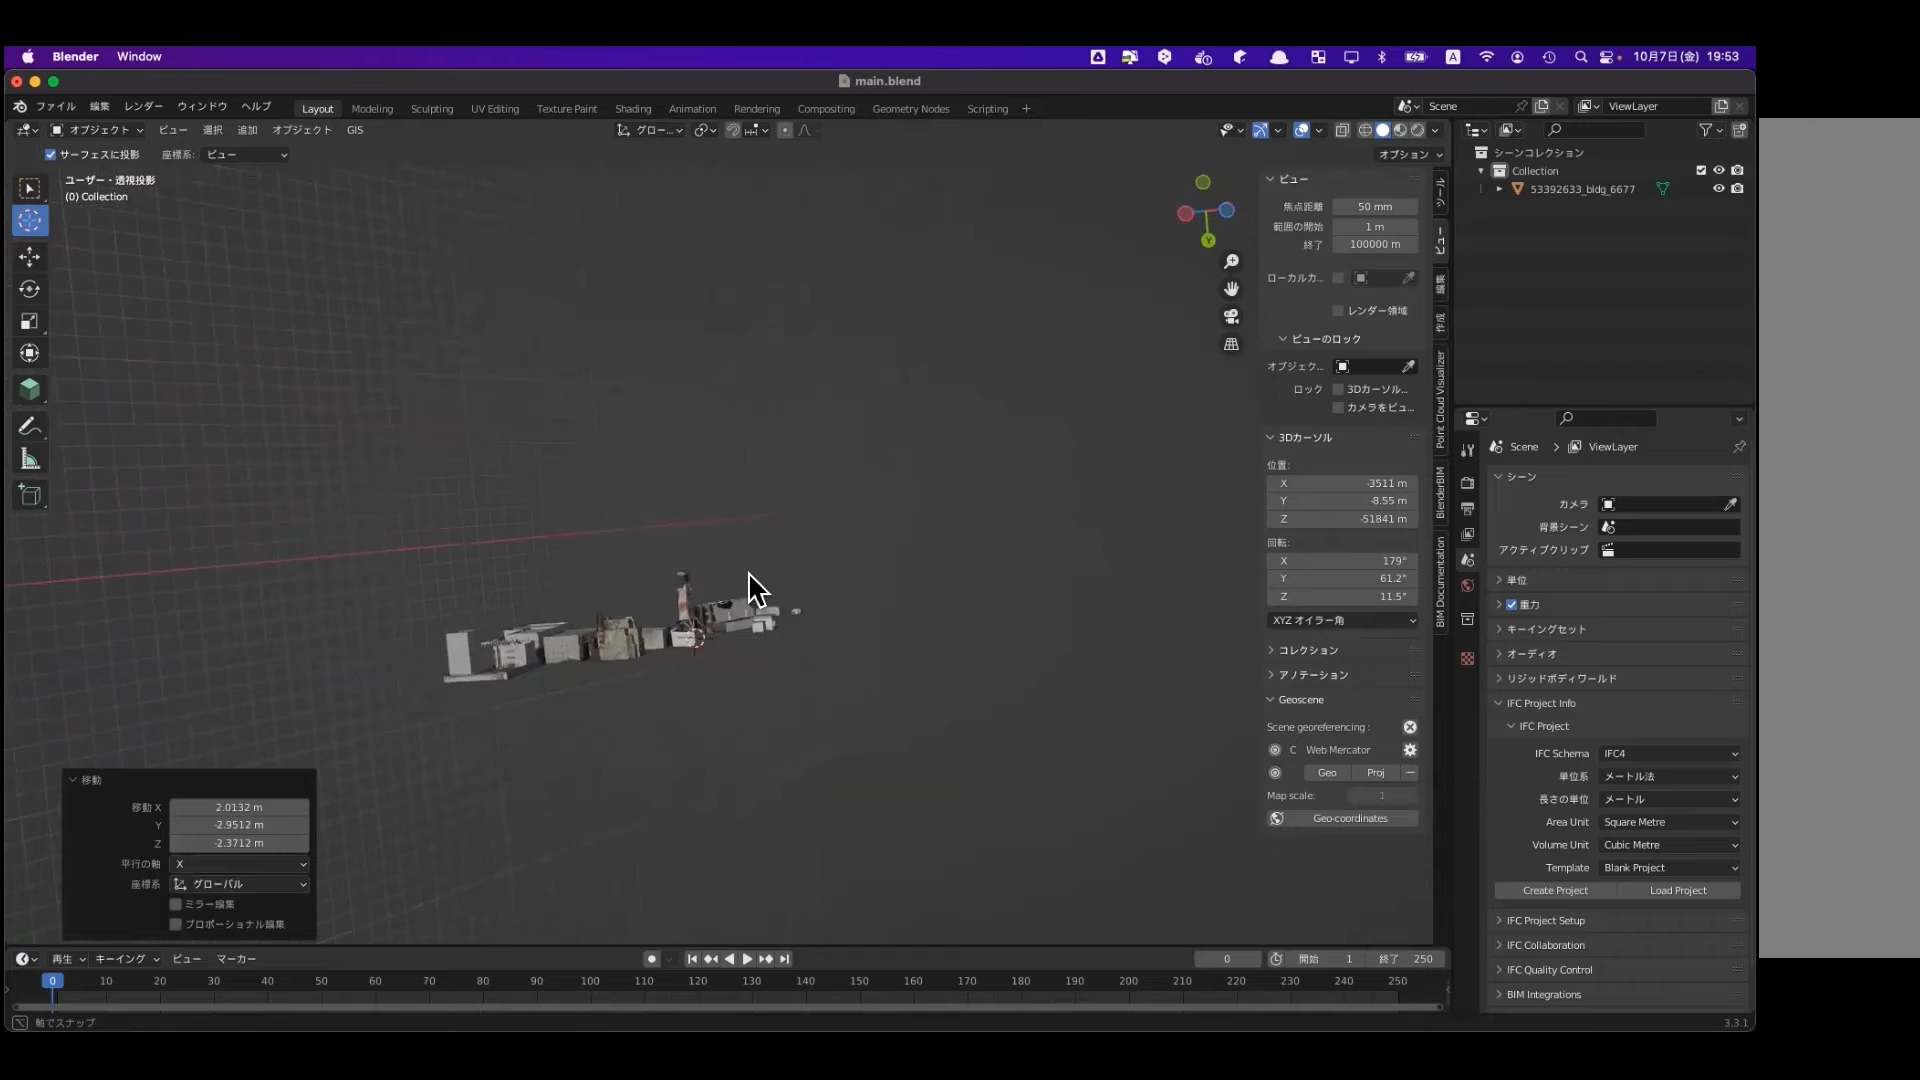 Blender Window
10月7日(金) 19:53
main.blend
ファイル 編集 レンダー ウィンドウ ヘルプ Layout Modeling Sculpting UV Editing Texture Paint Shading Animation Rendering Compositing Geometry Nodes Scripting
Scene ViewLayer
オブジェクト ビュー 選択 追加 オブジェクト GIS
グロー...
サーフェスに投影 座標系: ビュー
オプション
ユーザー・透視投影
(0) Collection
Y
ビュー
焦点距離 50 mm
範囲の開始 1 m
終了 100000 m
ローカルカ...
レンダー領域
ビューのロック
オブジェク...
ロック 3Dカーソル...
カメラをビュ...
3Dカーソル
位置:
X -3511 m
Y -8.55 m
Z -51841 m
回転:
X 179°
Y 61.2°
Z 11.5°
XYZ オイラー角
コレクション
アノテーション
Geoscene
Scene georeferencing :
C Web Mercator
Geo Proj
Map scale: 1
Geo-coordinates
ツール
ビュー
編集
作成
Point Cloud Visualizer
BlenderBIM
BIM Documentation
シーンコレクション
Collection
53392633_bldg_6677
Scene ViewLayer
シーン
カメラ
背景シーン
アクティブクリップ
単位
重力
キーイングセット
オーディオ
リジッドボディワールド
IFC Project Info
IFC Project
IFC Schema IFC4
単位系 メートル法
長さの単位 メートル
Area Unit Square Metre
Volume Unit Cubic Metre
Template Blank Project
Create Project Load Project
IFC Project Setup
IFC Collaboration
IFC Quality Control
BIM Integrations
移動
移動 X 2.0132 m
Y -2.9512 m
Z -2.3712 m
平行の軸 X
座標系 グローバル
ミラー編集
プロポーショナル編集
再生 キーイング ビュー マーカー
0 開始 1 終了 250
0 10 20 30 40 50 60 70 80 90 100 110 120 130 140 150 160 170 180 190 200 210 220 230 240 250
軸でスナップ
3.3.1